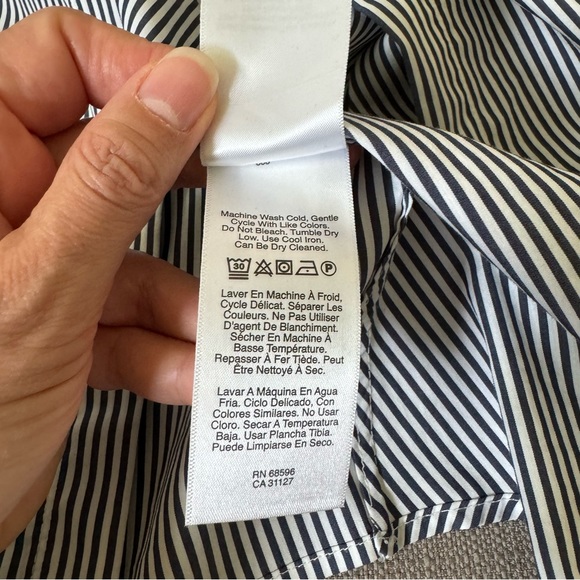 Machine Wash Cold, Gentle
Cycle With Like Colors.
Do Not Bleach. Tumble Dry
Low. Use Cool Iron.
Can Be Dry Cleaned.
30 P
Laver En Machine À Froid,
Cycle Délicat. Séparer Les
Couleurs. Ne Pas Utiliser
D'agent De Blanchiment.
Sécher En Machine À
Basse Température.
Repasser À Fer Tiède. Peut
Être Nettoyé À Sec.
Lavar A Máquina En Agua
Fria. Ciclo Delicado, Con
Colores Similares. No Usar
Cloro. Secar A Temperatura
Baja. Usar Plancha Tibia.
Puede Limpiarse En Seco.
RN 68596
CA 31127